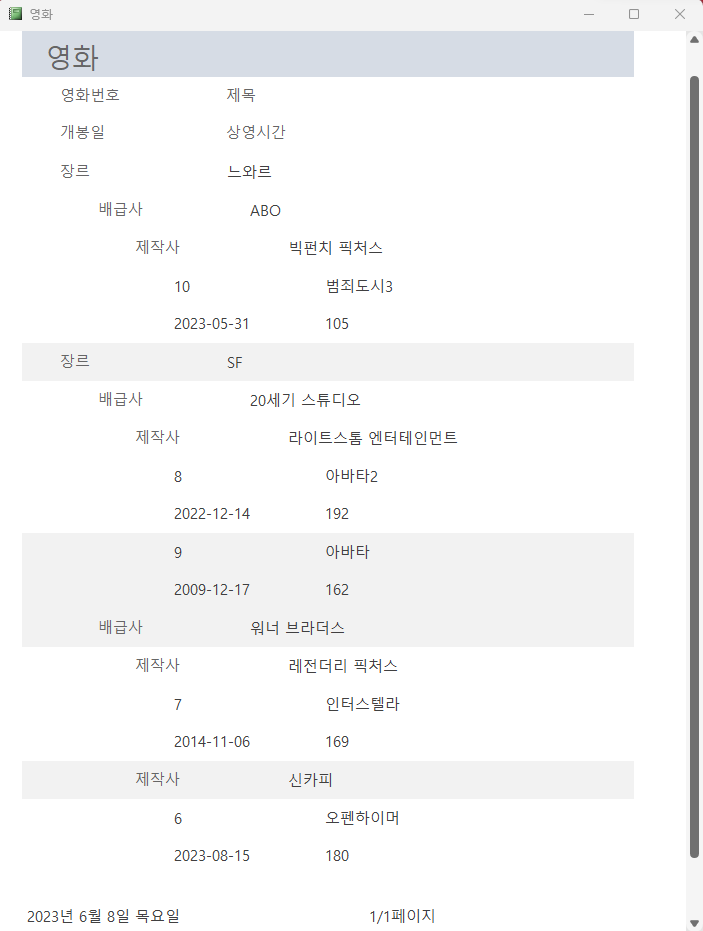 영화
영화
영화번호 제목
개봉일 상영시간
장르 느와르
배급사 ABO
제작사 빅펀치 픽처스
10 범죄도시3
2023-05-31 105
장르 SF
배급사 20세기 스튜디오
제작사 라이트스톰 엔터테인먼트
8 아바타2
2022-12-14 192
9 아바타
2009-12-17 162
배급사 워너 브라더스
제작사 레전더리 픽처스
7 인터스텔라
2014-11-06 169
제작사 신카피
6 오펜하이머
2023-08-15 180
2023년 6월 8일 목요일 1/1페이지